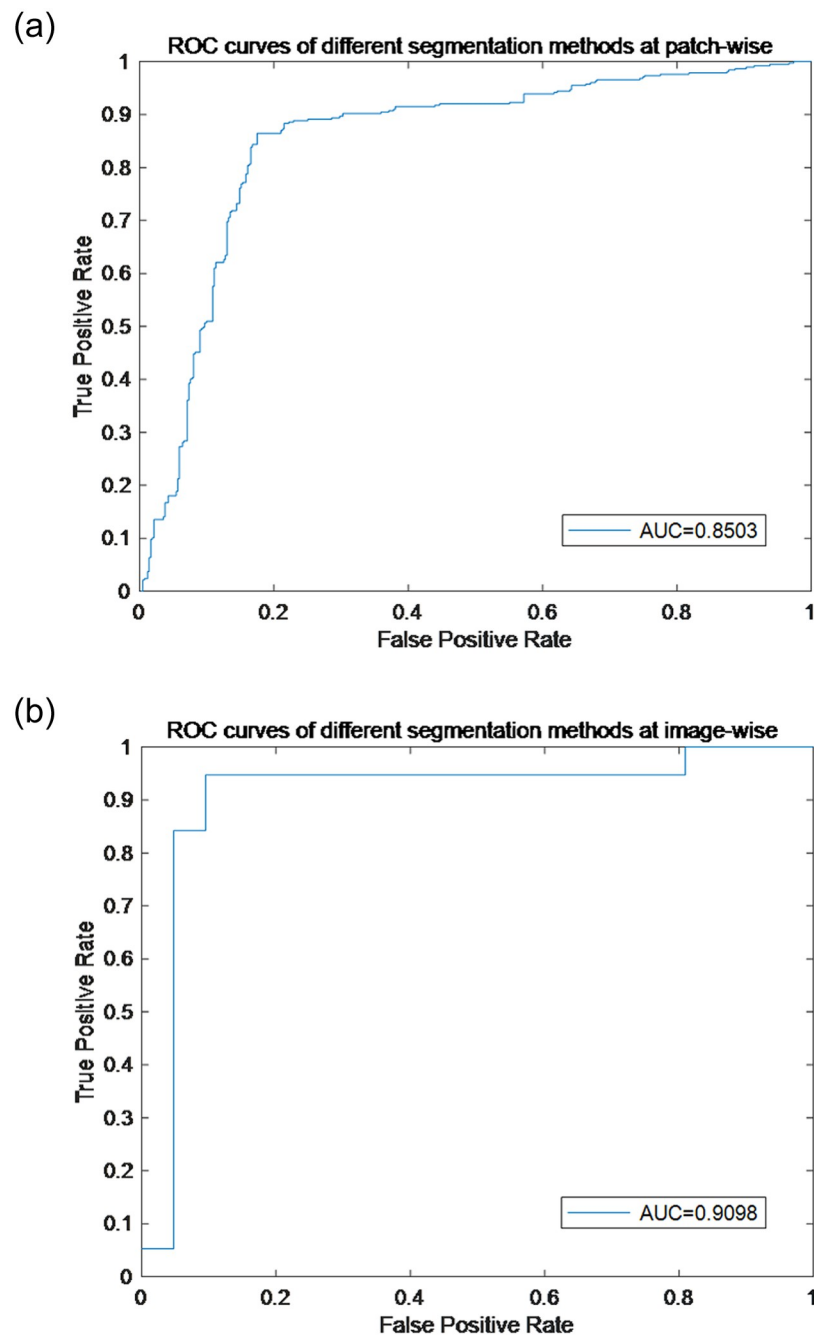 (a)
ROC curves of different segmentation methods at patch-wise
1
0.9
0.8
0.7
0.6
0.5
0.4
0.3
0.2
0.1
0
True Positive Rate
AUC=0.8503
0 0.2 0.4 0.6 0.8 1
False Positive Rate
(b)
ROC curves of different segmentation methods at image-wise
1
0.9
0.8
0.7
0.6
0.5
0.4
0.3
0.2
0.1
0
True Positive Rate
AUC=0.9098
0 0.2 0.4 0.6 0.8 1
False Positive Rate